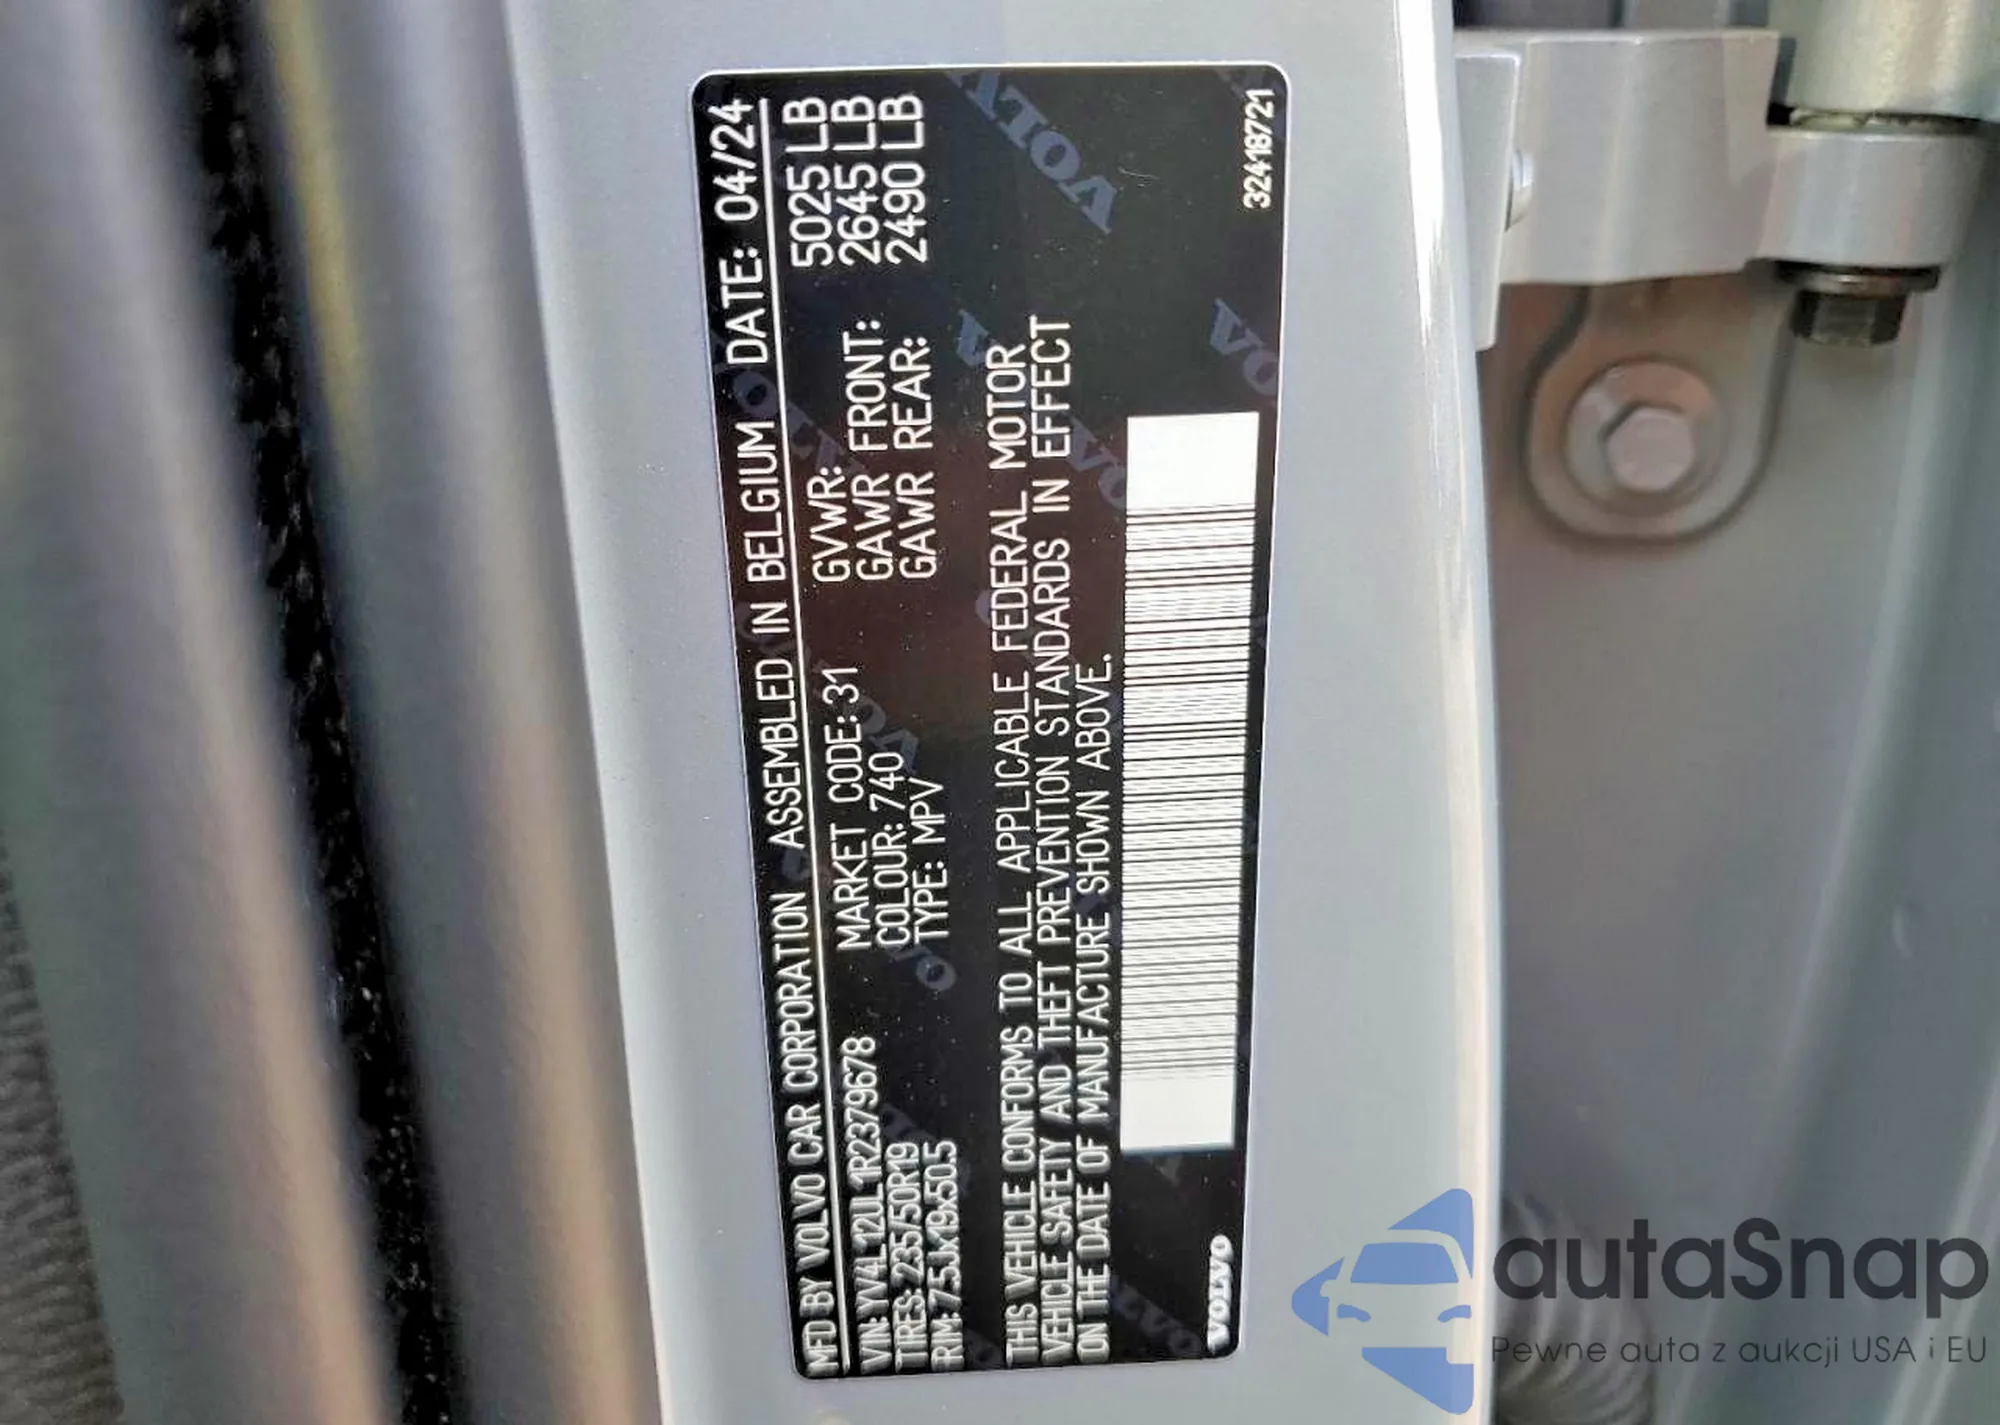 MFD BY VOLVO CAR CORPORATION ASSEMBLED IN BELGIUM DATE: 04/24
VIN: YV4L12UL1R2379678 MARKET CODE: 31 GVWR: 5025 LB
TIRES: 235/50R19 COLOUR: 740 GAWR FRONT: 2645 LB
RIM: 7.5Jx19x50.5 TYPE: MPV GAWR REAR: 2490 LB
THIS VEHICLE CONFORMS TO ALL APPLICABLE FEDERAL MOTOR
VEHICLE SAFETY AND THEFT PREVENTION STANDARDS IN EFFECT
ON THE DATE OF MANUFACTURE SHOWN ABOVE.
VOLVO 32418721
autaSnap
Pewne auta z aukcji USA i EU